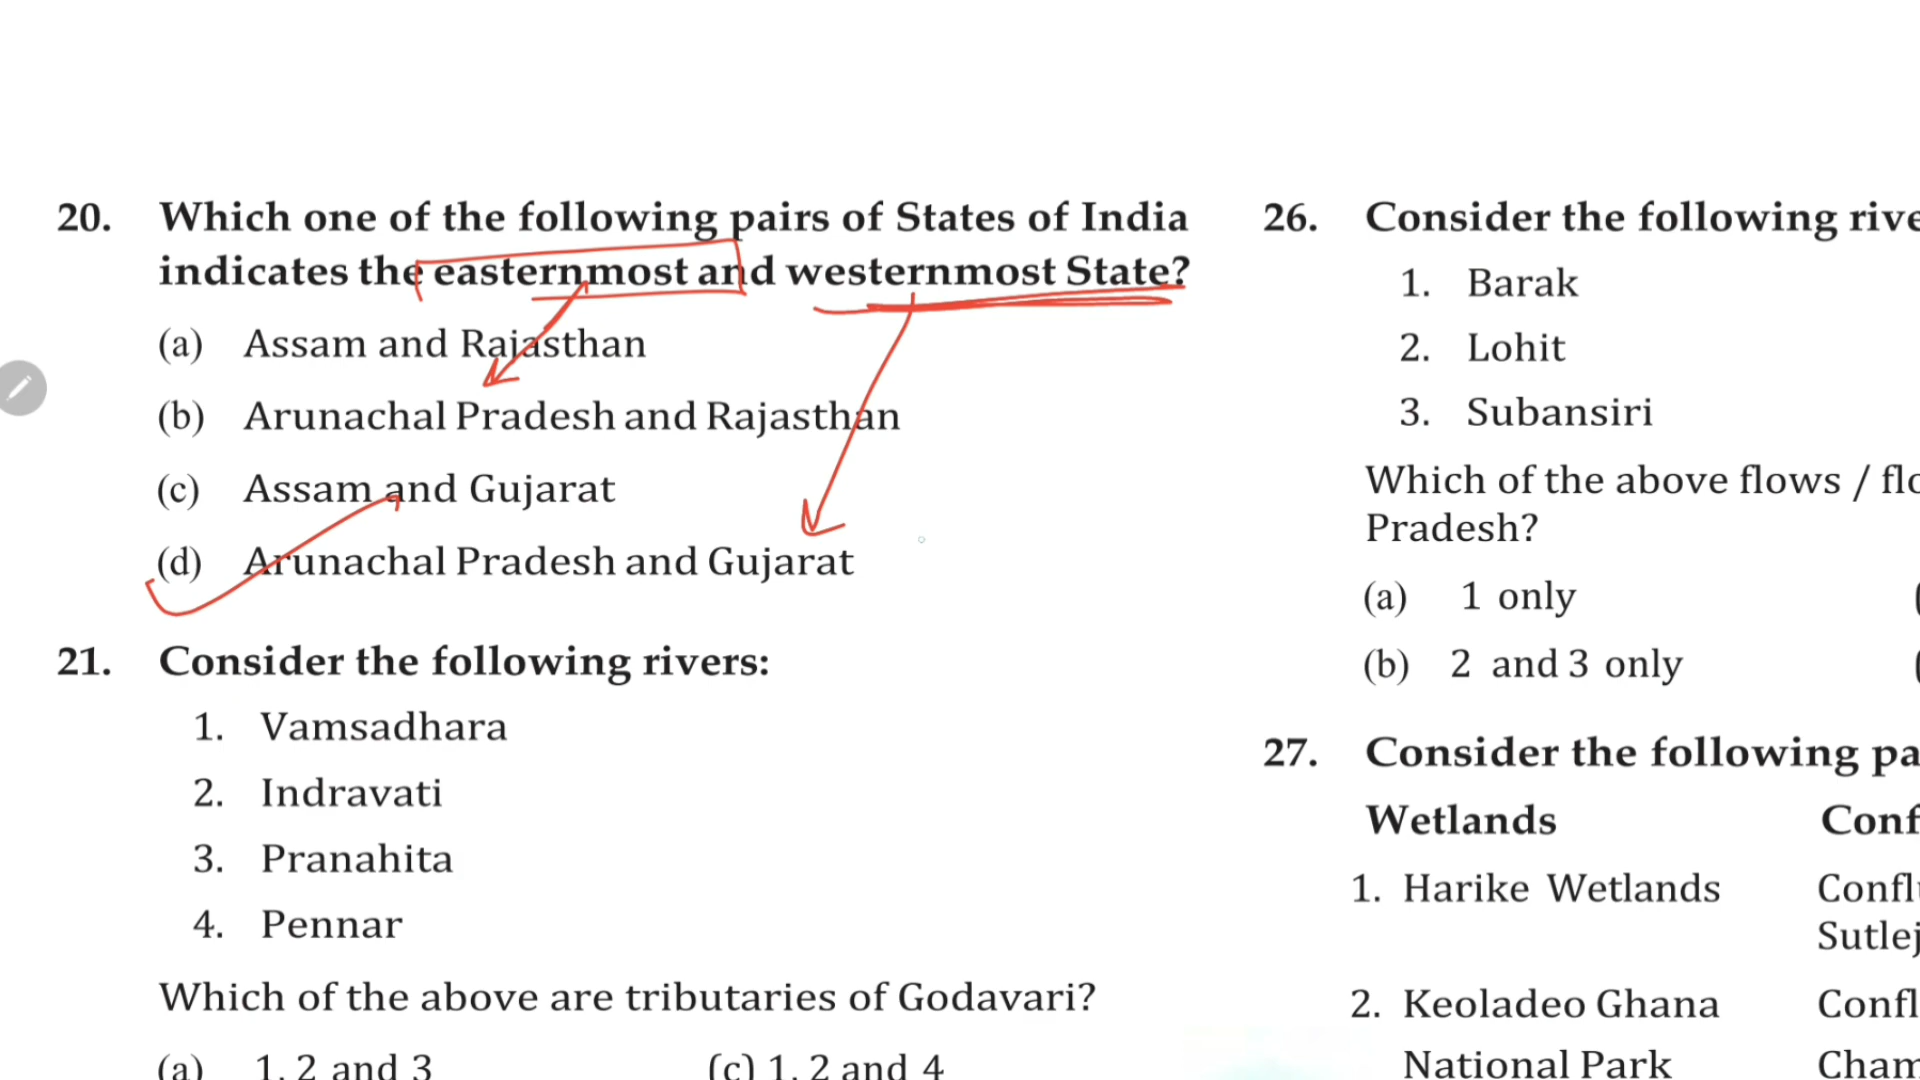 20. Which one of the following pairs of States of India
indicates the easternmost and westernmost State?
(a) Assam and Rajasthan
(b) Arunachal Pradesh and Rajasthan
(c) Assam and Gujarat
(d) Arunachal Pradesh and Gujarat
21. Consider the following rivers:
1. Vamsadhara
2. Indravati
3. Pranahita
4. Pennar
Which of the above are tributaries of Godavari?
(a) 1, 2 and 3
(c) 1, 2 and 4
26. Consider the following
1. Barak
2. Lohit
3. Subansiri
Which of the above flows /
Pradesh?
(a) 1 only
(b) 2 and 3 only
27. Consider the following
Wetlands
1. Harike Wetlands
2. Keoladeo Ghana
National Park